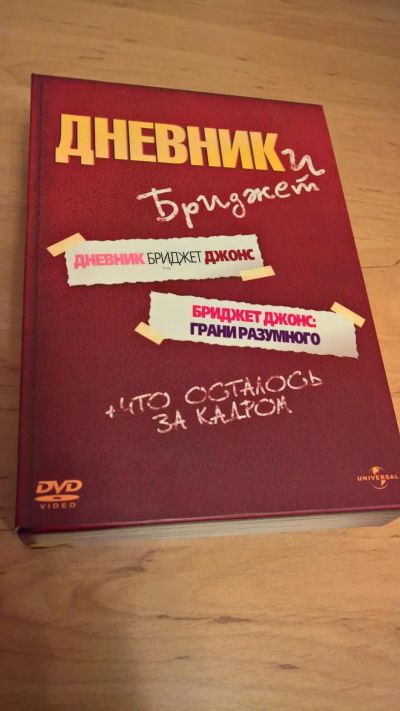 ДНЕВНИКИ
Бриджет
ДНЕВНИК БРИДЖЕТ ДЖОНС
БРИДЖЕТ ДЖОНС:
ГРАНИ РАЗУМНОГО
+ЧТО ОСТАЛОСЬ
ЗА КАДРОМ
DVD
VIDEO
UNIVERSAL